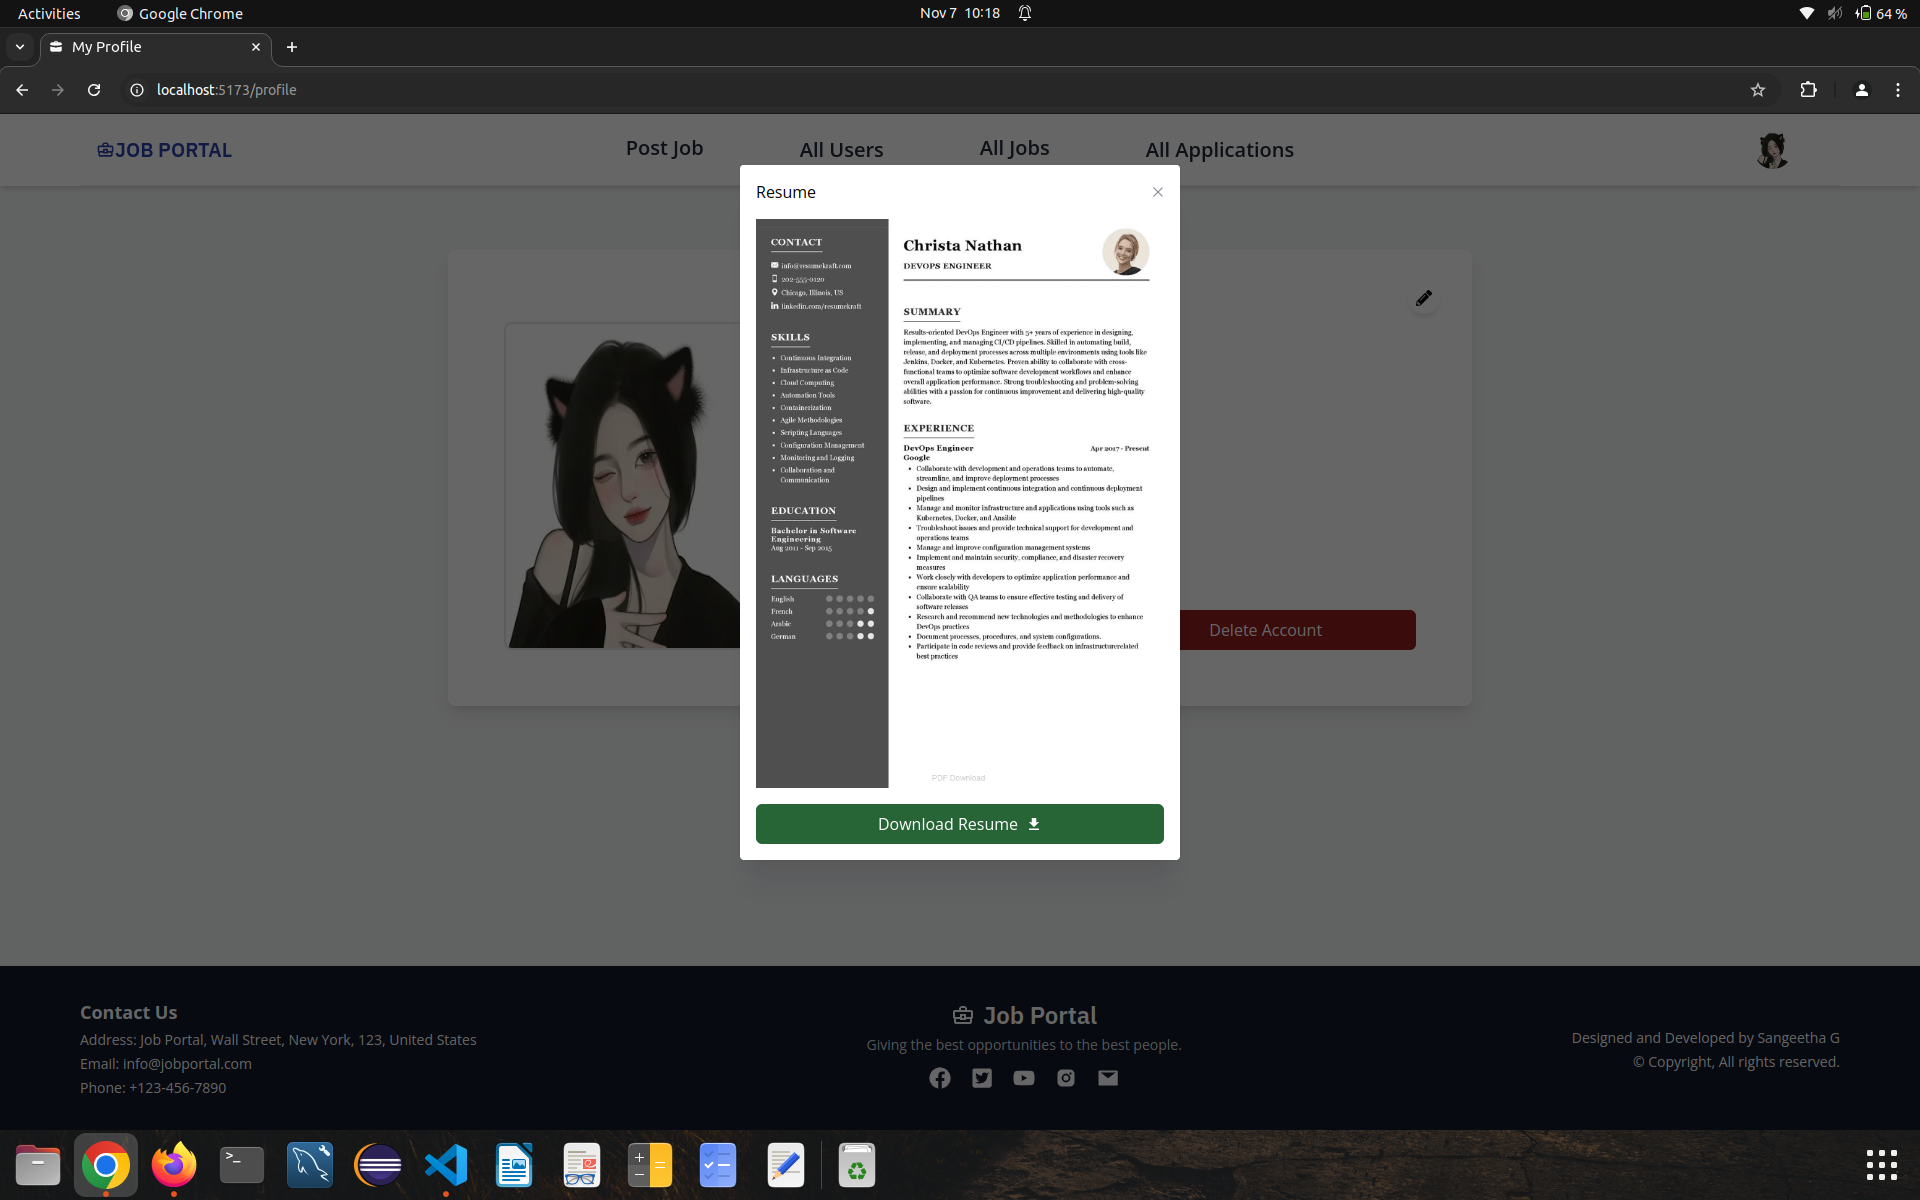 Activities
Google Chrome
Nov 7 10:18
64 %
My Profile
localhost:5173/profile
JOB PORTAL
Post Job
All Users
All Jobs
All Applications
Resume
CONTACT
info@resumekraft.com
202-555-0120
Chicago, Illinois, US
linkedin.com/resumekraft
SKILLS
• Continuous Integration
• Infrastructure as Code
• Cloud Computing
• Automation Tools
• Containerization
• Agile Methodologies
• Scripting Languages
• Configuration Management
• Monitoring and Logging
• Collaboration and
Communication
EDUCATION
Bachelor in Software
Engineering
Aug 2011 - Sep 2015
LANGUAGES
English
French
Arabic
German
Christa Nathan
DEVOPS ENGINEER
SUMMARY
Results-oriented DevOps Engineer with 5+ years of experience in designing,
implementing, and managing CI/CD pipelines. Skilled in automating build,
release, and deployment processes across multiple environments using tools like
Jenkins, Docker, and Kubernetes. Proven ability to collaborate with cross-
functional teams to optimize software development workflows and enhance
overall application performance. Strong troubleshooting and problem-solving
abilities with a passion for continuous improvement and delivering high-quality
software.
EXPERIENCE
DevOps Engineer
Apr 2017 - Present
Google
• Collaborate with development and operations teams to automate,
streamline, and improve deployment processes
• Design and implement continuous integration and continuous deployment
pipelines
• Manage and monitor infrastructure and applications using tools such as
Kubernetes, Docker, and Ansible
• Troubleshoot issues and provide technical support for development and
operations teams
• Manage and improve configuration management systems
• Implement and maintain security, compliance, and disaster recovery
measures
• Work closely with developers to optimize application performance and
ensure scalability
• Collaborate with QA teams to ensure effective testing and delivery of
software releases
• Research and recommend new technologies and methodologies to enhance
DevOps practices
• Document processes, procedures, and system configurations.
• Participate in code reviews and provide feedback on infrastructurerelated
best practices
PDF Download
Download Resume
Delete Account
Contact Us
Address: Job Portal, Wall Street, New York, 123, United States
Email: info@jobportal.com
Phone: +123-456-7890
Job Portal
Giving the best opportunities to the best people.
Designed and Developed by Sangeetha G
© Copyright, All rights reserved.